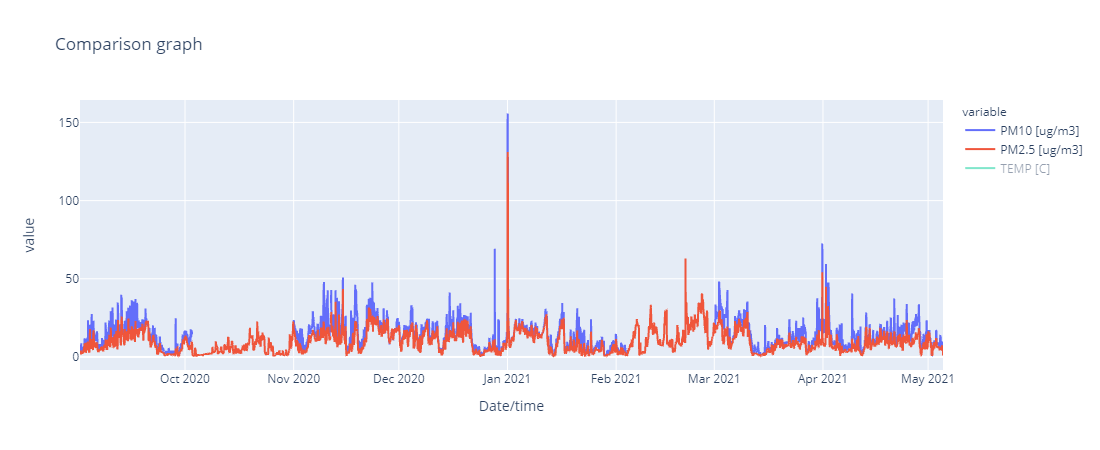 Comparison graph
variable
PM10 [ug/m3]
PM2.5 [ug/m3]
TEMP [C]
value
150
100
50
0
Oct 2020
Nov 2020
Dec 2020
Jan 2021
Feb 2021
Mar 2021
Apr 2021
May 2021
Date/time